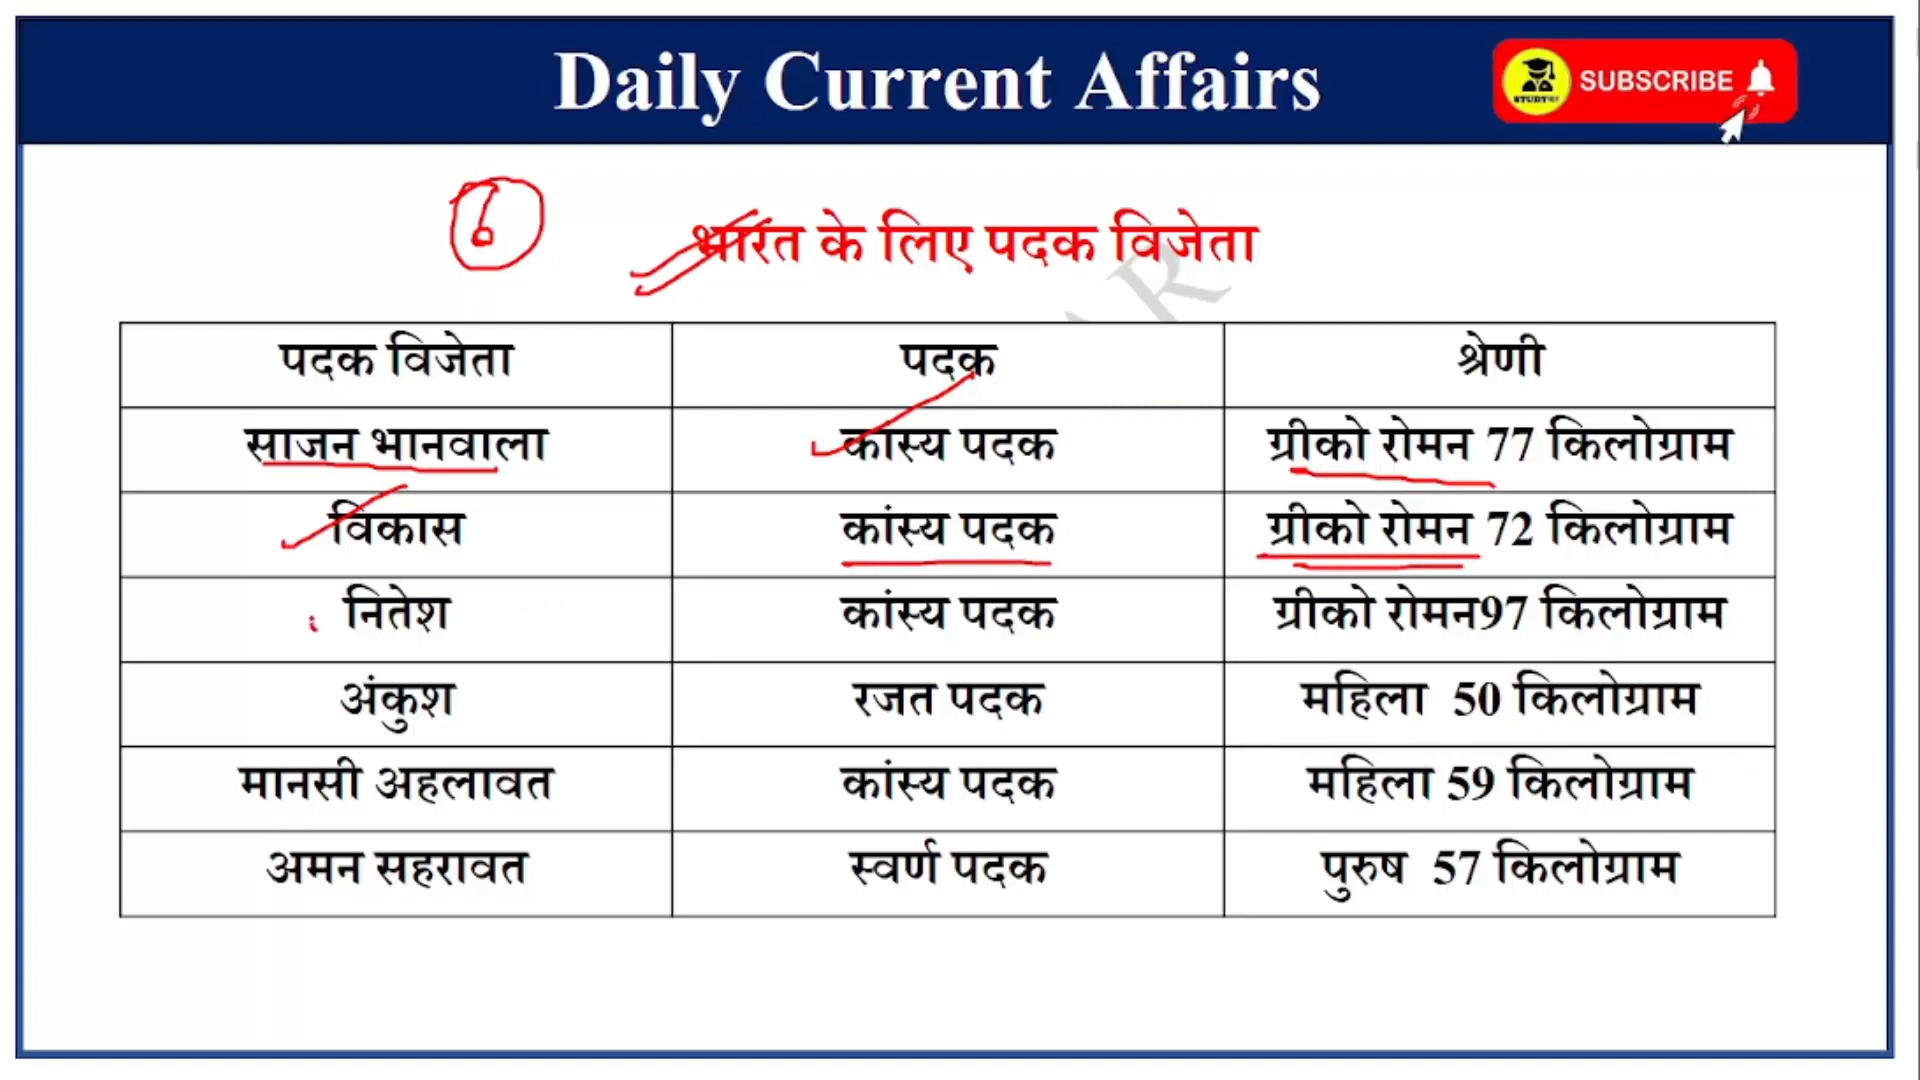 Daily Current Affairs
STUDY
SUBSCRIBE
6
भारत के लिए पदक विजेता
पदक विजेता पदक श्रेणी
साजन भानवाला कांस्य पदक ग्रीको रोमन 77 किलोग्राम
विकास कांस्य पदक ग्रीको रोमन 72 किलोग्राम
नितेश कांस्य पदक ग्रीको रोमन97 किलोग्राम
अंकुश रजत पदक महिला 50 किलोग्राम
मानसी अहलावत कांस्य पदक महिला 59 किलोग्राम
अमन सहरावत स्वर्ण पदक पुरुष 57 किलोग्राम